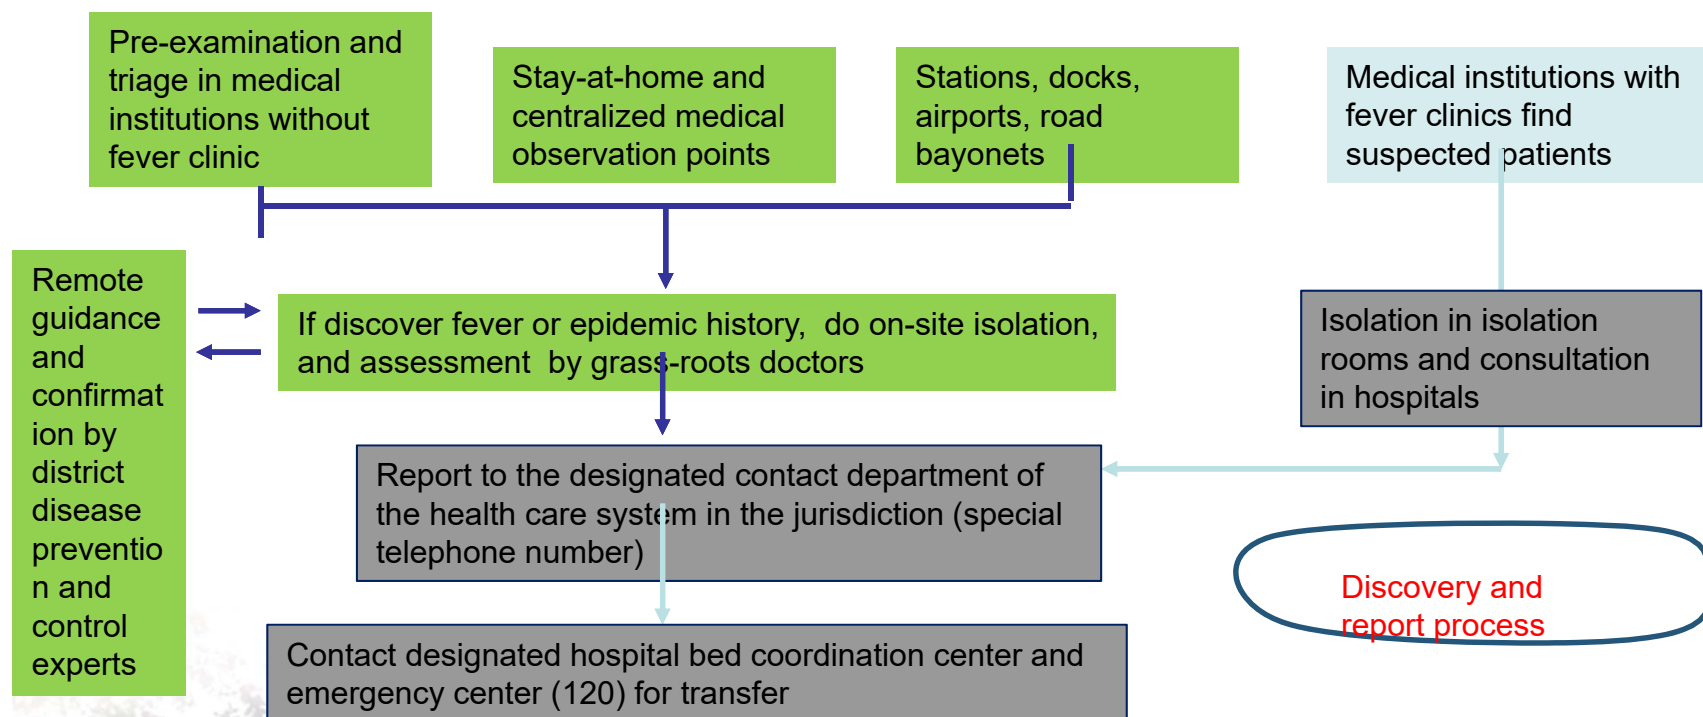 Pre-examination and
triage in medical
institutions without
fever clinic
Stay-at-home and
centralized medical
observation points
Stations, docks,
airports, road
bayonets
Medical institutions with
fever clinics find
suspected patients
Remote
guidance
and
confirmat
ion by
district
disease
preventio
n and
control
experts
If discover fever or epidemic history,  do on-site isolation,
and assessment  by grass-roots doctors
Isolation in isolation
rooms and consultation
in hospitals
Report to the designated contact department of
the health care system in the jurisdiction (special
telephone number)
Discovery and
report process
Contact designated hospital bed coordination center and
emergency center (120) for transfer